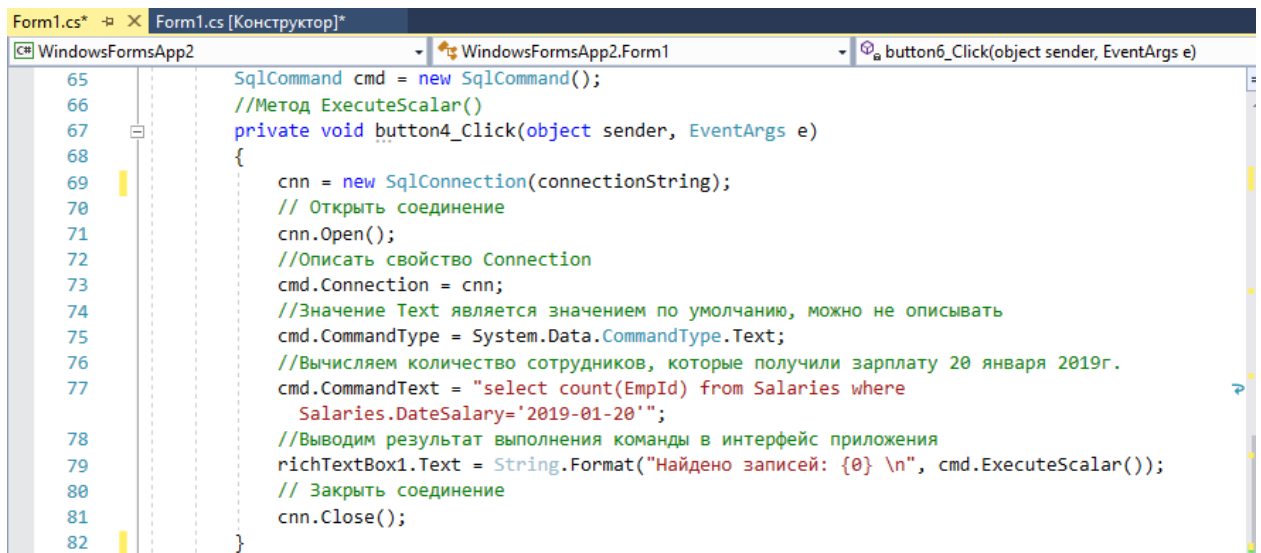 Form1.cs* Form1.cs [Конструктор]*
C# WindowsFormsApp2 WindowsFormsApp2.Form1 button6_Click(object sender, EventArgs e)
65 SqlCommand cmd = new SqlCommand();
66 //Метод ExecuteScalar()
67 private void button4_Click(object sender, EventArgs e)
68 {
69 cnn = new SqlConnection(connectionString);
70 // Открыть соединение
71 cnn.Open();
72 //Описать свойство Connection
73 cmd.Connection = cnn;
74 //Значение Text является значением по умолчанию, можно не описывать
75 cmd.CommandType = System.Data.CommandType.Text;
76 //Вычисляем количество сотрудников, которые получили зарплату 20 января 2019г.
77 cmd.CommandText = "select count(EmpId) from Salaries where
Salaries.DateSalary='2019-01-20'";
78 //Выводим результат выполнения команды в интерфейс приложения
79 richTextBox1.Text = String.Format("Найдено записей: {0} \n", cmd.ExecuteScalar());
80 // Закрыть соединение
81 cnn.Close();
82 }